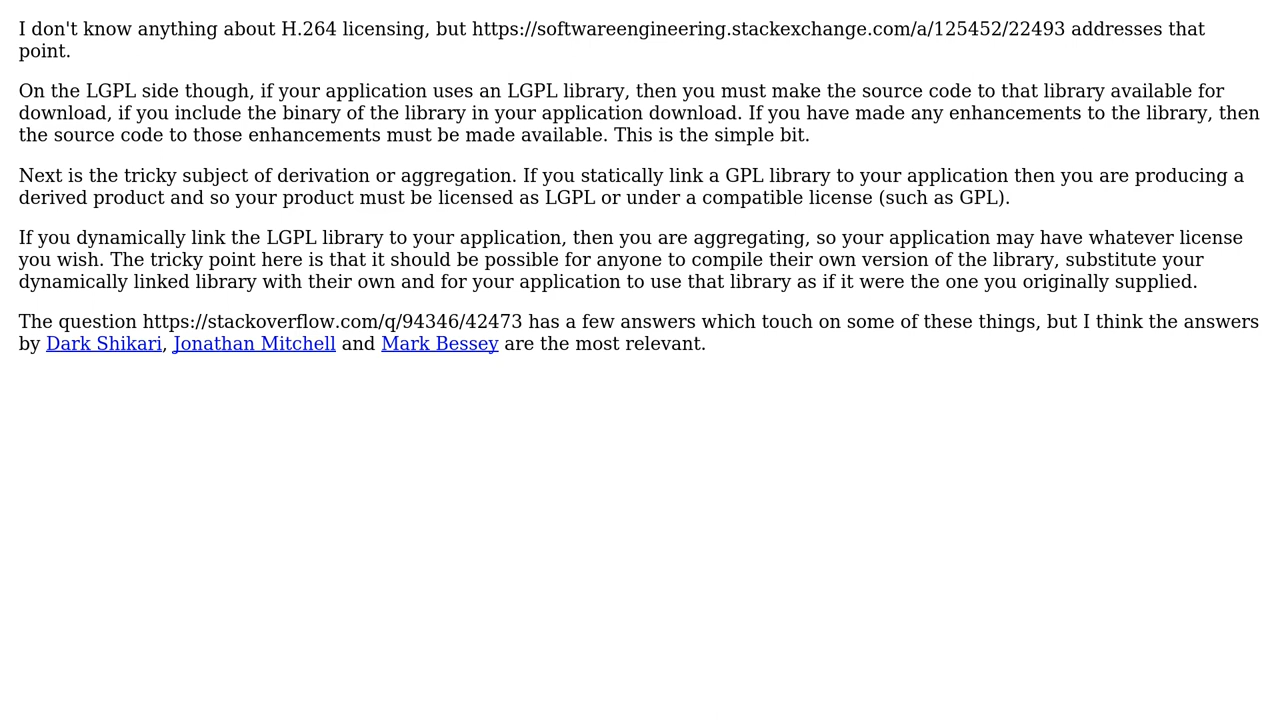 I don't know anything about H.264 licensing, but https://softwareengineering.stackexchange.com/a/125452/22493 addresses that
point.
On the LGPL side though, if your application uses an LGPL library, then you must make the source code to that library available for
download, if you include the binary of the library in your application download. If you have made any enhancements to the library, then
the source code to those enhancements must be made available. This is the simple bit.
Next is the tricky subject of derivation or aggregation. If you statically link a GPL library to your application then you are producing a
derived product and so your product must be licensed as LGPL or under a compatible license (such as GPL).
If you dynamically link the LGPL library to your application, then you are aggregating, so your application may have whatever license
you wish. The tricky point here is that it should be possible for anyone to compile their own version of the library, substitute your
dynamically linked library with their own and for your application to use that library as if it were the one you originally supplied.
The question https://stackoverflow.com/q/94346/42473 has a few answers which touch on some of these things, but I think the answers
by Dark Shikari, Jonathan Mitchell and Mark Bessey are the most relevant.